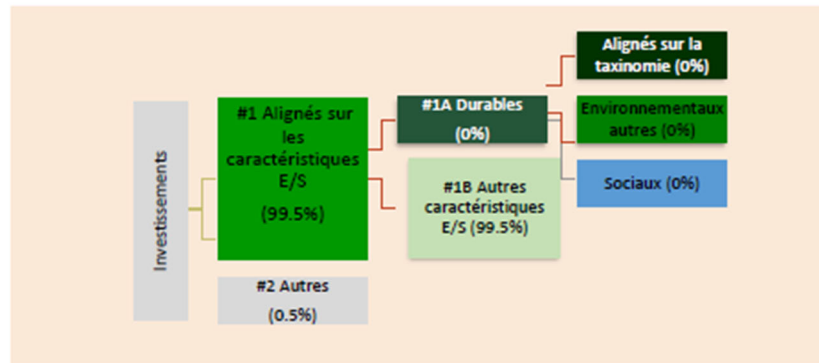 Investissements
#1 Alignés sur
les
caractéristiques
E/S
(99.5%)
#2 Autres
(0.5%)
#1A Durables
(0%)
#1B Autres
caractéristiques
E/S (99.5%)
Alignés sur la
taxinomie (0%)
Environnementaux
autres (0%)
Sociaux (0%)